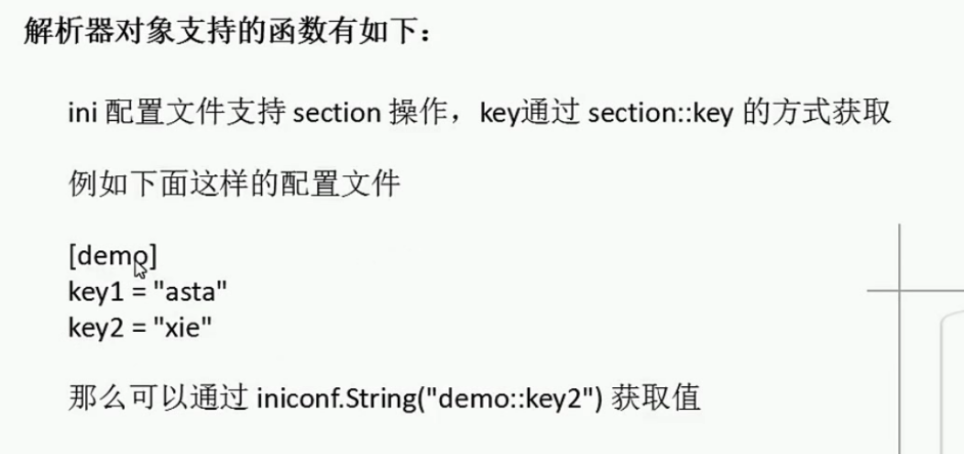 解析器对象支持的函数有如下：
ini 配置文件支持 section 操作，key通过 section::key 的方式获取
例如下面这样的配置文件
[demo]
key1 = "asta"
key2 = "xie"
那么可以通过 iniconf.String("demo::key2") 获取值